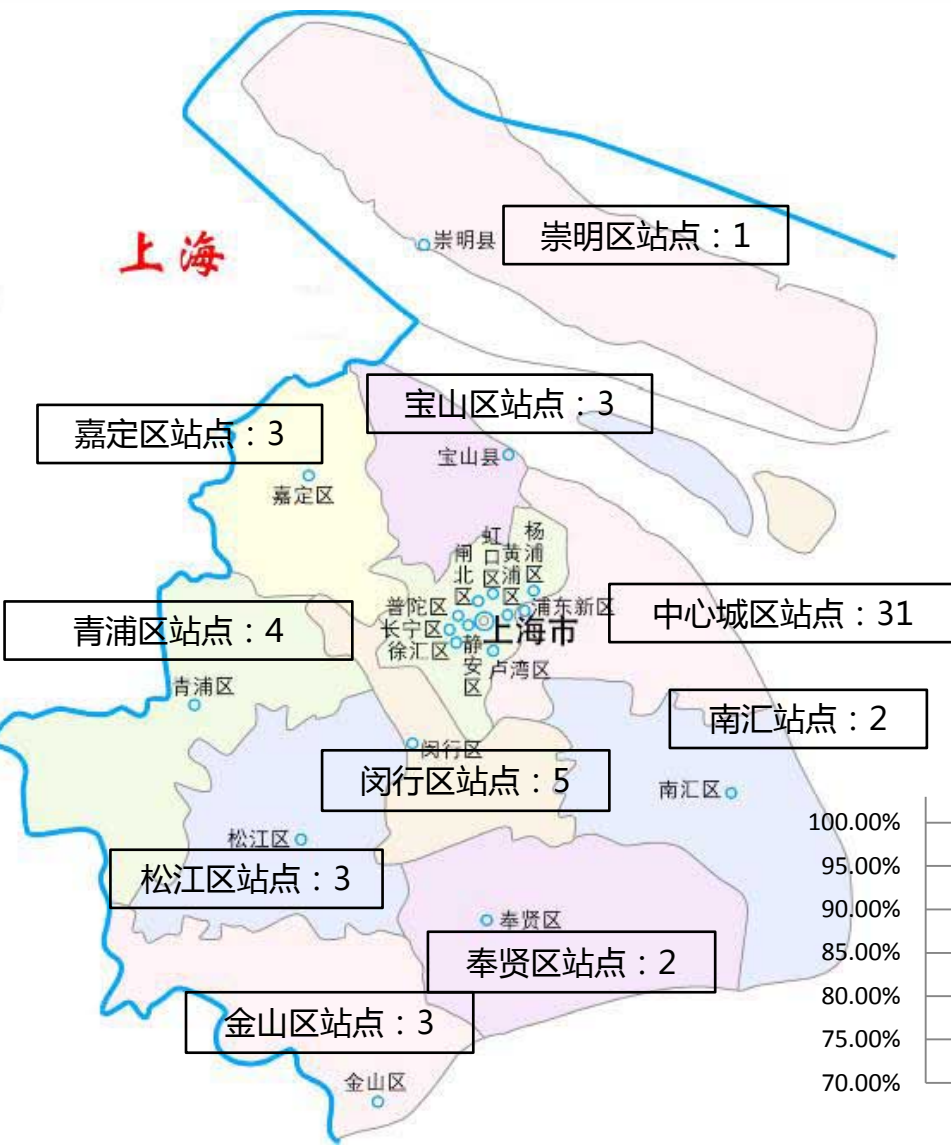 上海
崇明县
崇明区站点：1
宝山区站点：3
嘉定区站点：3
宝山县
嘉定区
杨浦区
虹口区
黄浦区
闸北区
普陀区
浦东新区
中心城区站点：31
青浦区站点：4
长宁区
上海市
徐汇区
静安区
卢湾区
青浦区
南汇站点：2
闵行区
闵行区站点：5
南汇区
松江区
松江区站点：3
奉贤区
奉贤区站点：2
金山区站点：3
金山区
100.00%
95.00%
90.00%
85.00%
80.00%
75.00%
70.00%